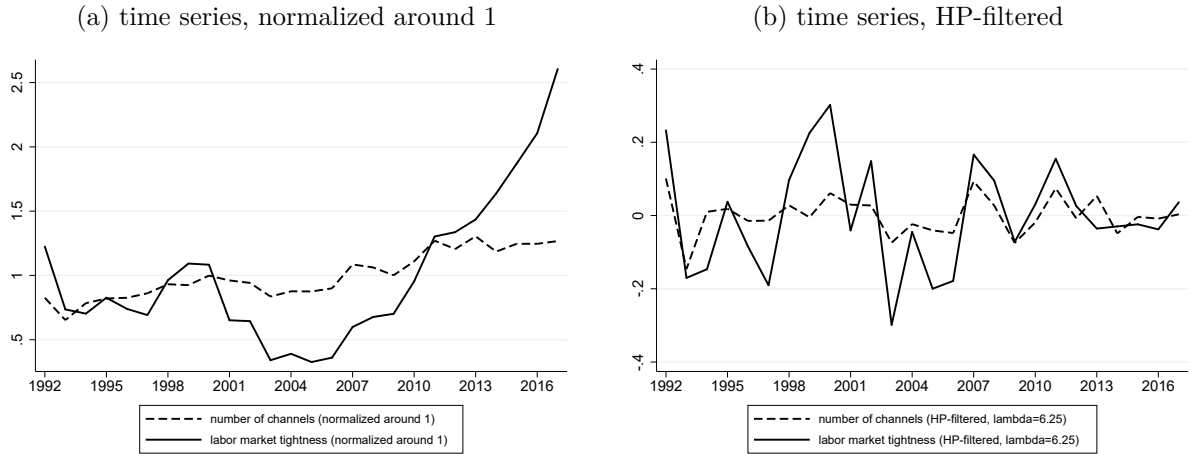 (a) time series, normalized around 1
2.5
2
1.5
1
.5
1992 1995 1998 2001 2004 2007 2010 2013 2016
number of channels (normalized around 1)
labor market tightness (normalized around 1)
(b) time series, HP-filtered
.4
.2
0
-.2
-.4
1992 1995 1998 2001 2004 2007 2010 2013 2016
number of channels (HP-filtered, lambda=6.25)
labor market tightness (HP-filtered, lambda=6.25)